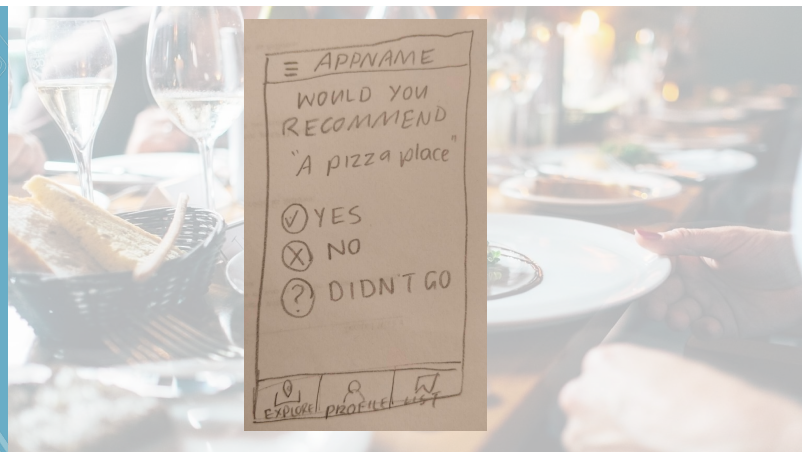 APPNAME
WOULD YOU
RECOMMEND
"A pizza place"
YES
NO
DIDN'T GO
EXPLORE PROFILE LIST